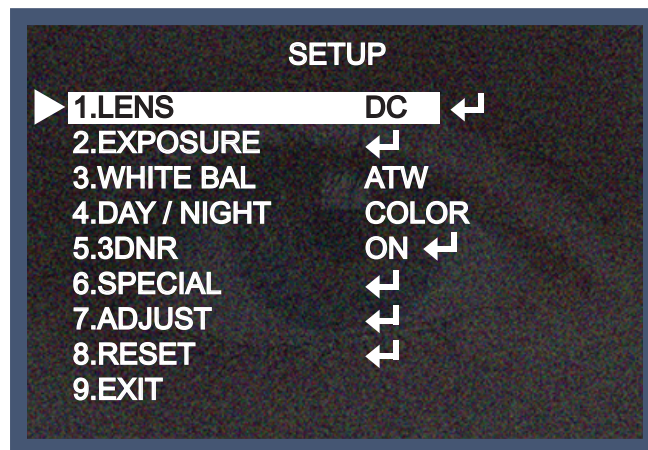 SETUP
1.LENS DC ↵
2.EXPOSURE ↵
3.WHITE BAL ATW
4.DAY / NIGHT COLOR
5.3DNR ON ↵
6.SPECIAL ↵
7.ADJUST ↵
8.RESET ↵
9.EXIT